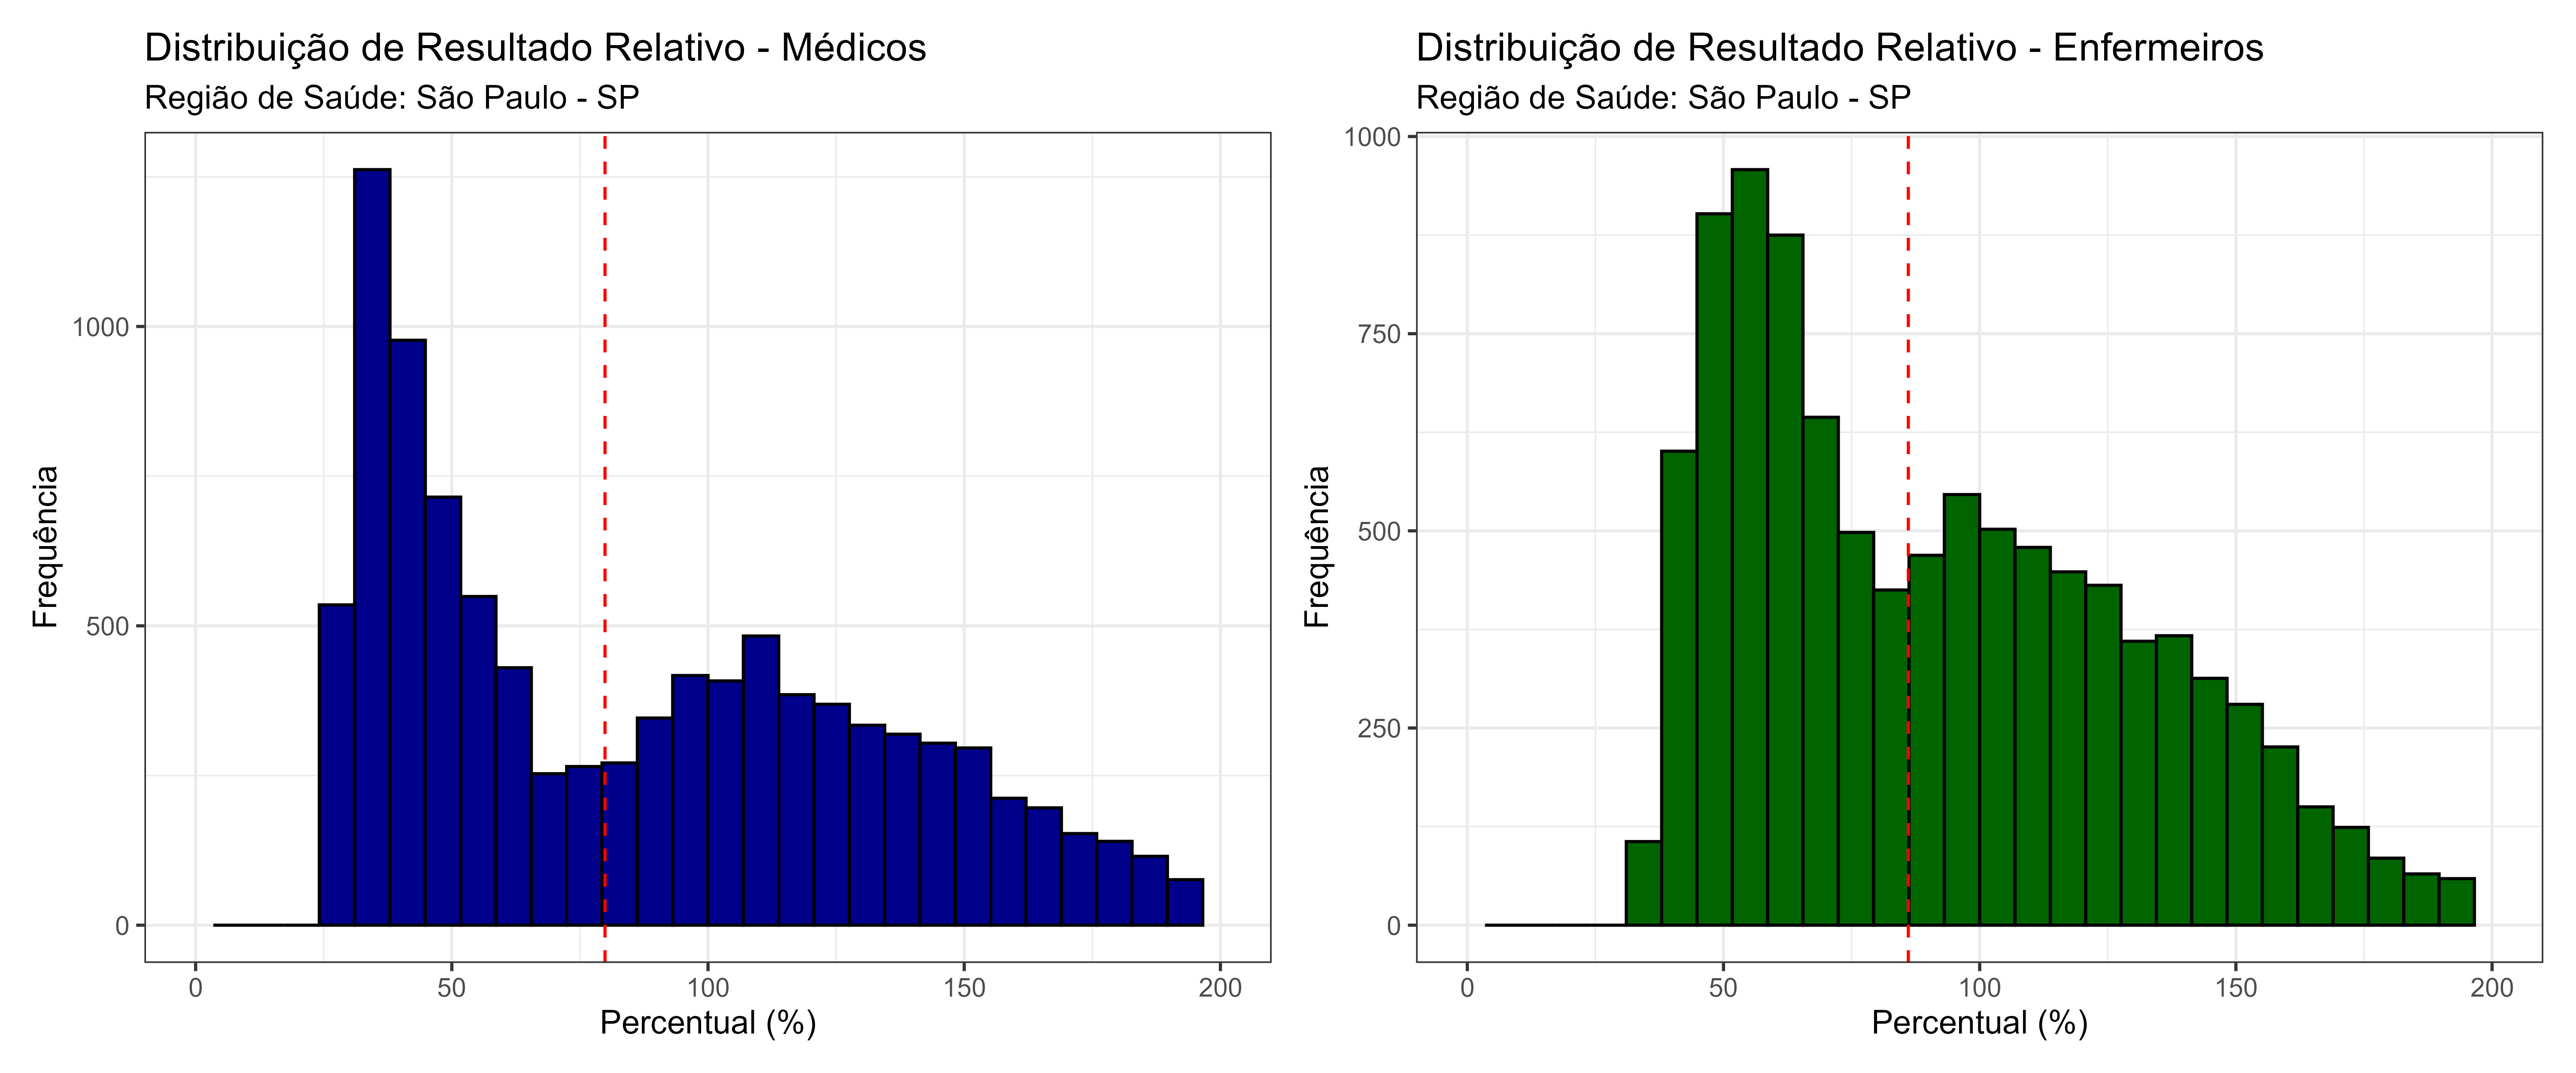 Distribuição de Resultado Relativo - Médicos
Região de Saúde: São Paulo - SP
Frequência
1000
500
0
0
50
100
150
200
Percentual (%)
Distribuição de Resultado Relativo - Enfermeiros
Região de Saúde: São Paulo - SP
Frequência
1000
750
500
250
0
0
50
100
150
200
Percentual (%)